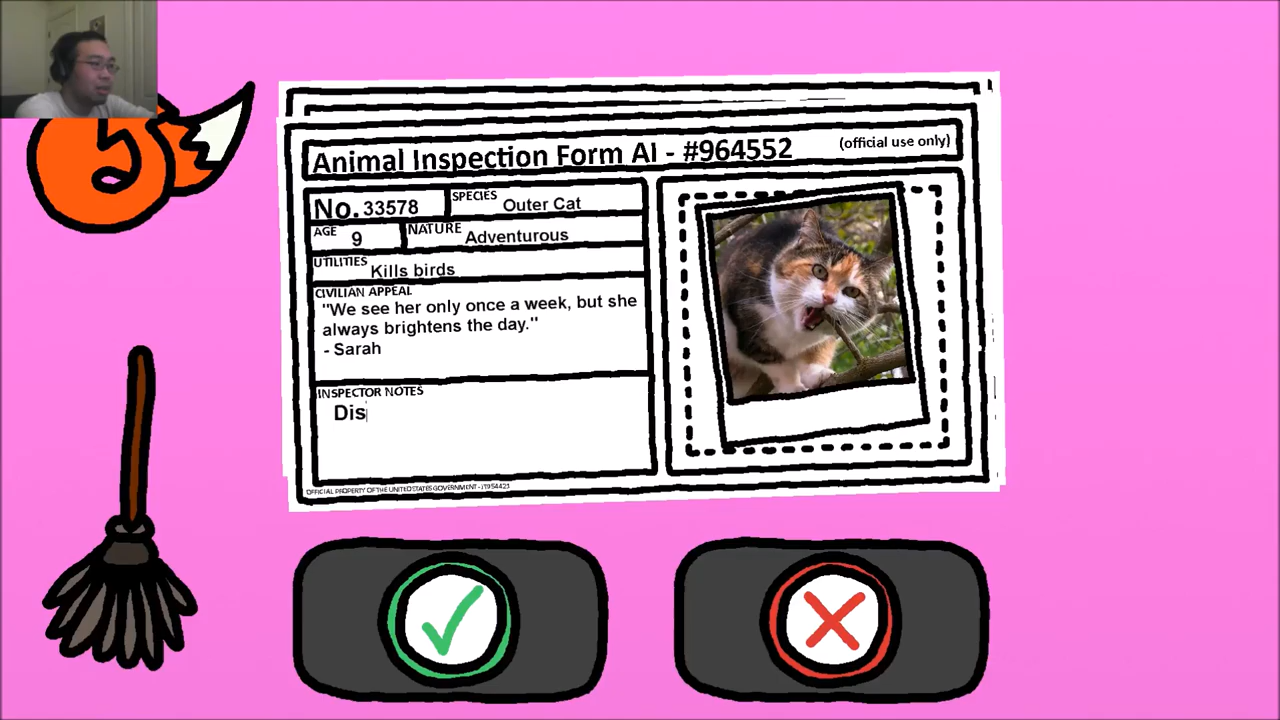 Animal Inspection Form AI - #964552
(official use only)
No. 33578
SPECIES
Outer Cat
AGE
9
NATURE
Adventurous
UTILITIES
Kills birds
CIVILIAN APPEAL
"We see her only once a week, but she
always brightens the day."
- Sarah
INSPECTOR NOTES
Dis
OFFICIAL PROPERTY OF THE UNITED STATES GOVERNMENT